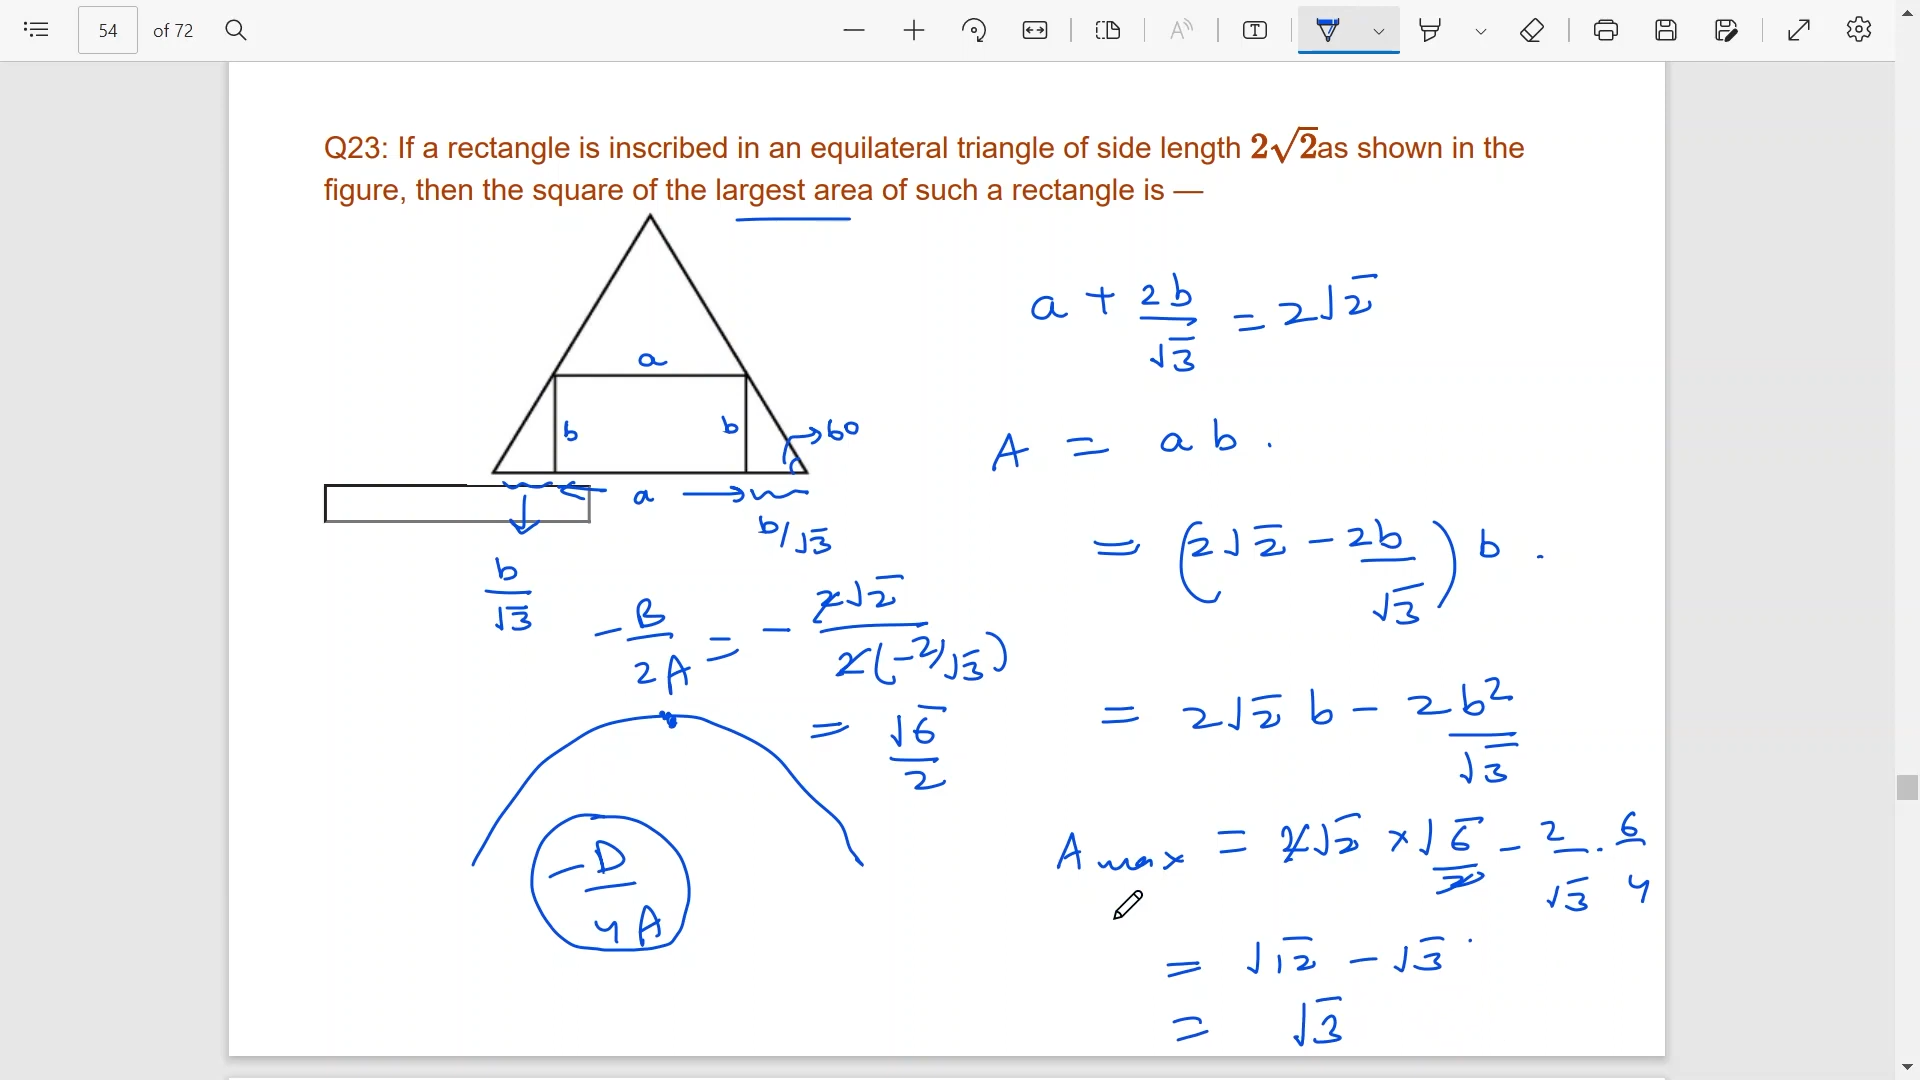 54 of 72
Q23: If a rectangle is inscribed in an equilateral triangle of side length 2√2as shown in the
figure, then the square of the largest area of such a rectangle is —
a
b
b
60
a
b/√3
b/√3
a + 2b/√3 = 2√2
A = ab.
= (2√2 - 2b/√3) b.
= 2√2 b - 2b²/√3
-B/2A = - 2√2/2(-2/√3)
= √6/2
-D/4A
A max = 2√2 × √6/2 - 2/√3 . 6/4
= √12 - √3
= √3